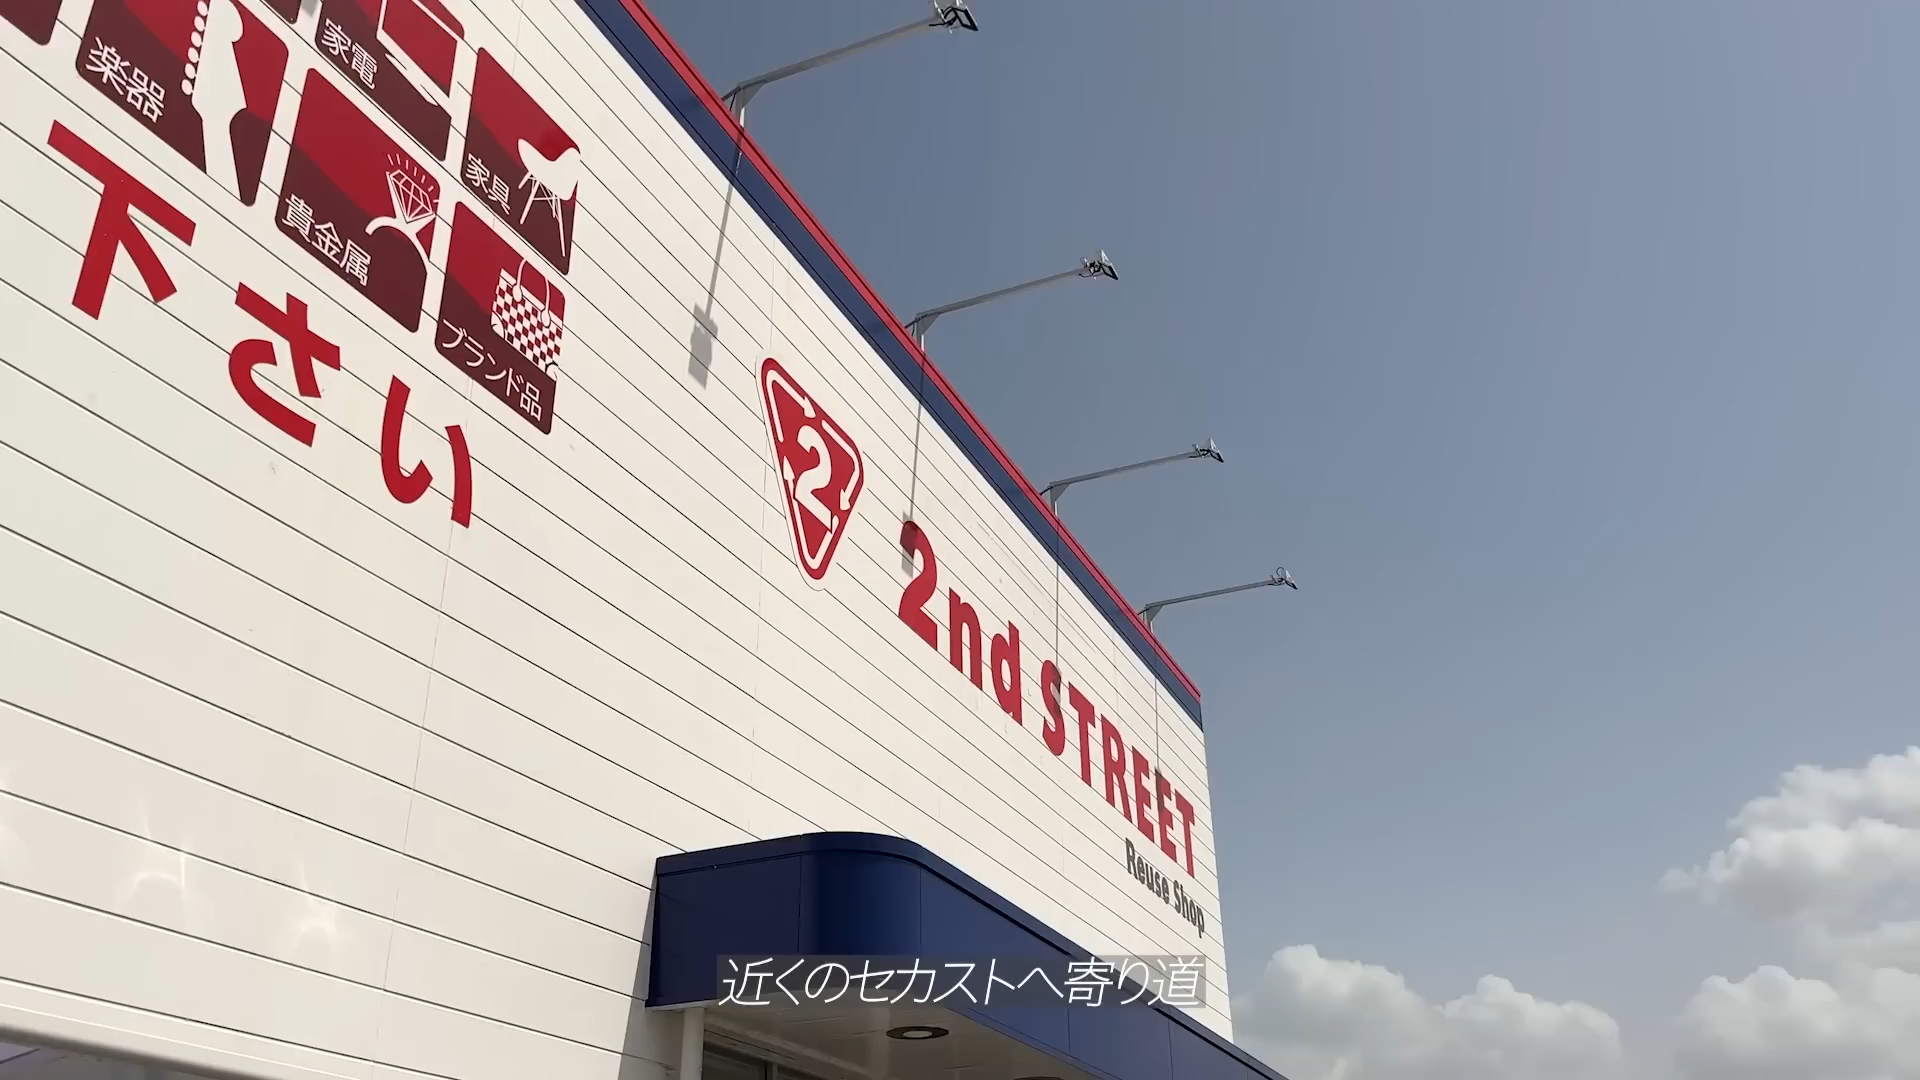 楽器
家電
貴金属
家具
ブランド品
下さい
2
2nd STREET
Reuse Shop
近くのセカストへ寄り道